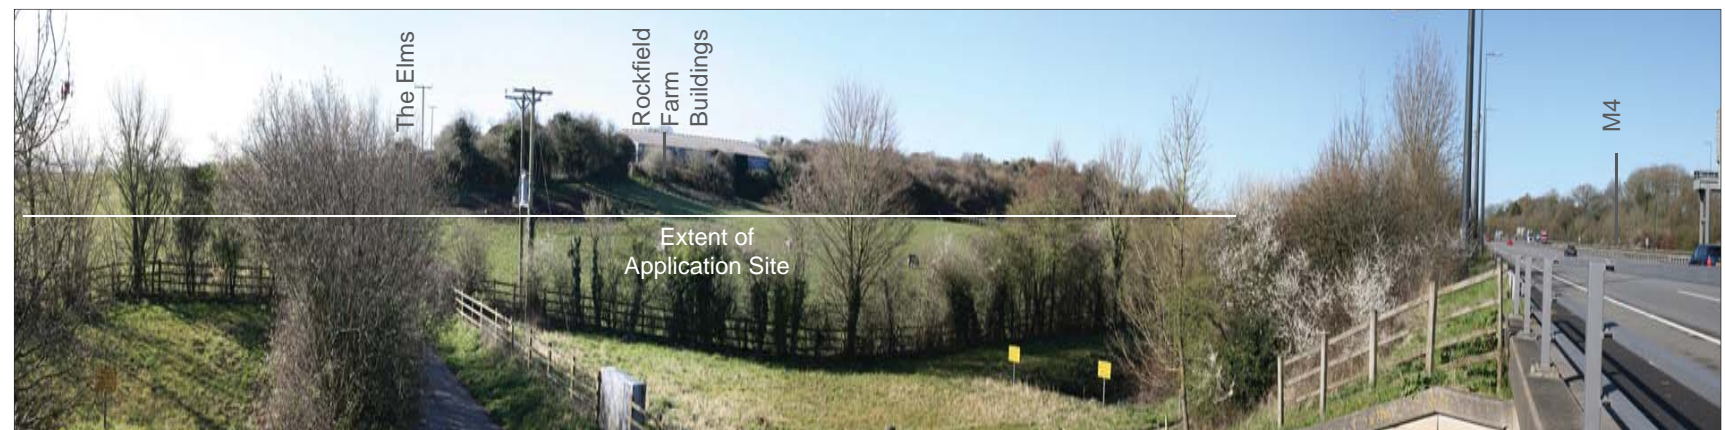 The Elms
Rockfield
Farm
Buildings
M4
Extent of
Application Site